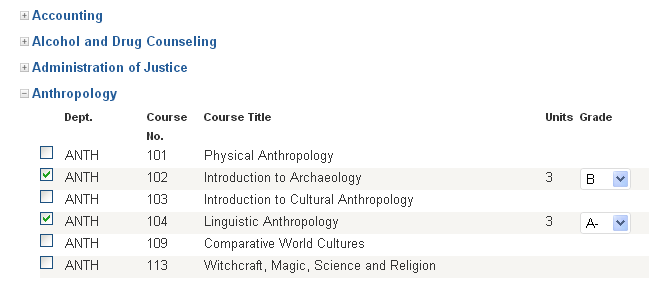 Accounting
Alcohol and Drug Counseling
Administration of Justice
Anthropology
Dept. Course No. Course Title Units Grade
ANTH 101 Physical Anthropology
ANTH 102 Introduction to Archaeology 3 B
ANTH 103 Introduction to Cultural Anthropology
ANTH 104 Linguistic Anthropology 3 A-
ANTH 109 Comparative World Cultures
ANTH 113 Witchcraft, Magic, Science and Religion